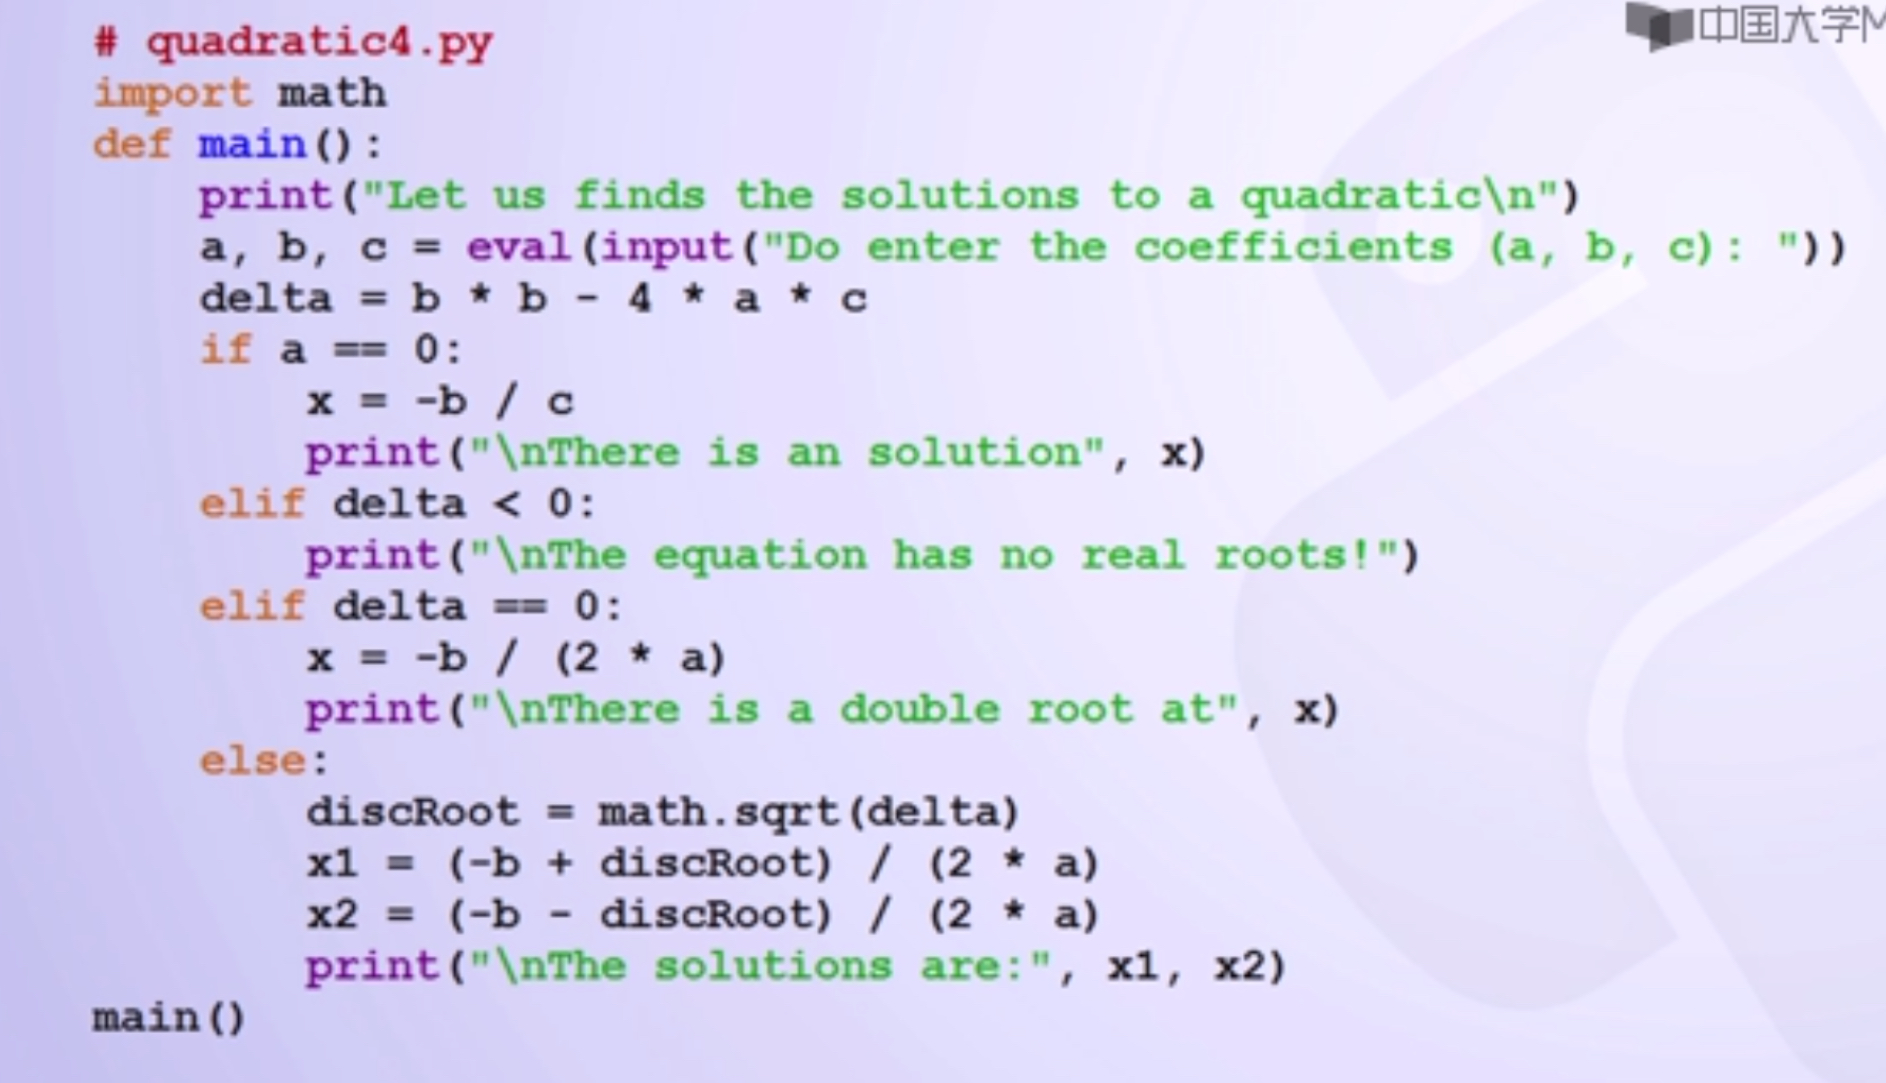 中国大学M
# quadratic4.py
import math
def main():
    print("Let us finds the solutions to a quadratic\n")
    a, b, c = eval(input("Do enter the coefficients (a, b, c): "))
    delta = b * b - 4 * a * c
    if a == 0:
        x = -b / c
        print("\nThere is an solution", x)
    elif delta < 0:
        print("\nThe equation has no real roots!")
    elif delta == 0:
        x = -b / (2 * a)
        print("\nThere is a double root at", x)
    else:
        discRoot = math.sqrt(delta)
        x1 = (-b + discRoot) / (2 * a)
        x2 = (-b - discRoot) / (2 * a)
        print("\nThe solutions are:", x1, x2)
main()